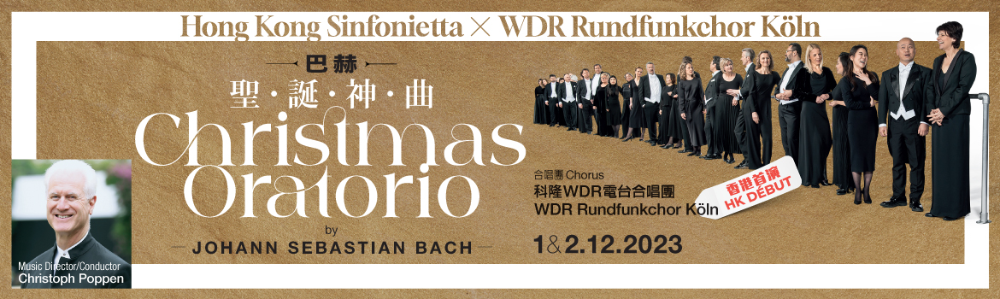 Hong Kong Sinfonietta × WDR Rundfunkchor Köln
巴赫
聖・誕・神・曲
Christmas
Oratorio
by
JOHANN SEBASTIAN BACH
Music Director/Conductor
Christoph Poppen
合唱團 Chorus
科隆WDR電台合唱團
WDR Rundfunkchor Köln
香港首演
HK DÉBUT
1&2.12.2023